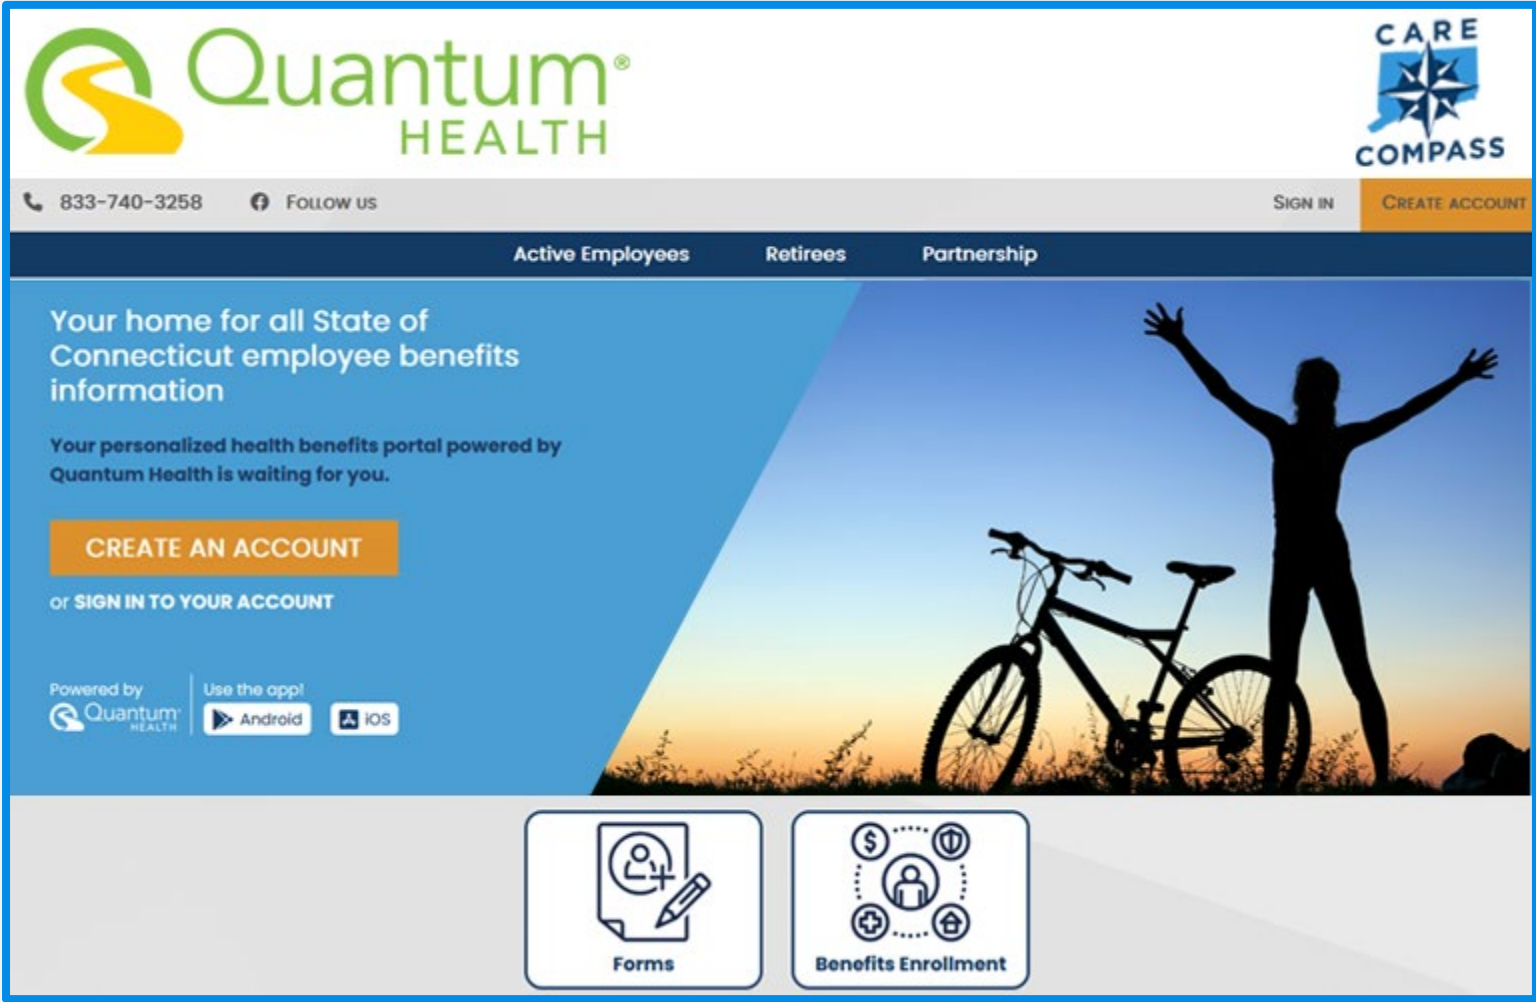 Quantum®
HEALTH
CARE
COMPASS
833-740-3258
FOLLOW US
SIGN IN
CREATE ACCOUNT
Active Employees
Retirees
Partnership
Your home for all State of
Connecticut employee benefits
information
Your personalized health benefits portal powered by
Quantum Health is waiting for you.
CREATE AN ACCOUNT
or SIGN IN TO YOUR ACCOUNT
Powered by
Quantum
HEALTH
Use the app!
Android
iOS
$
Forms
Benefits Enrollment